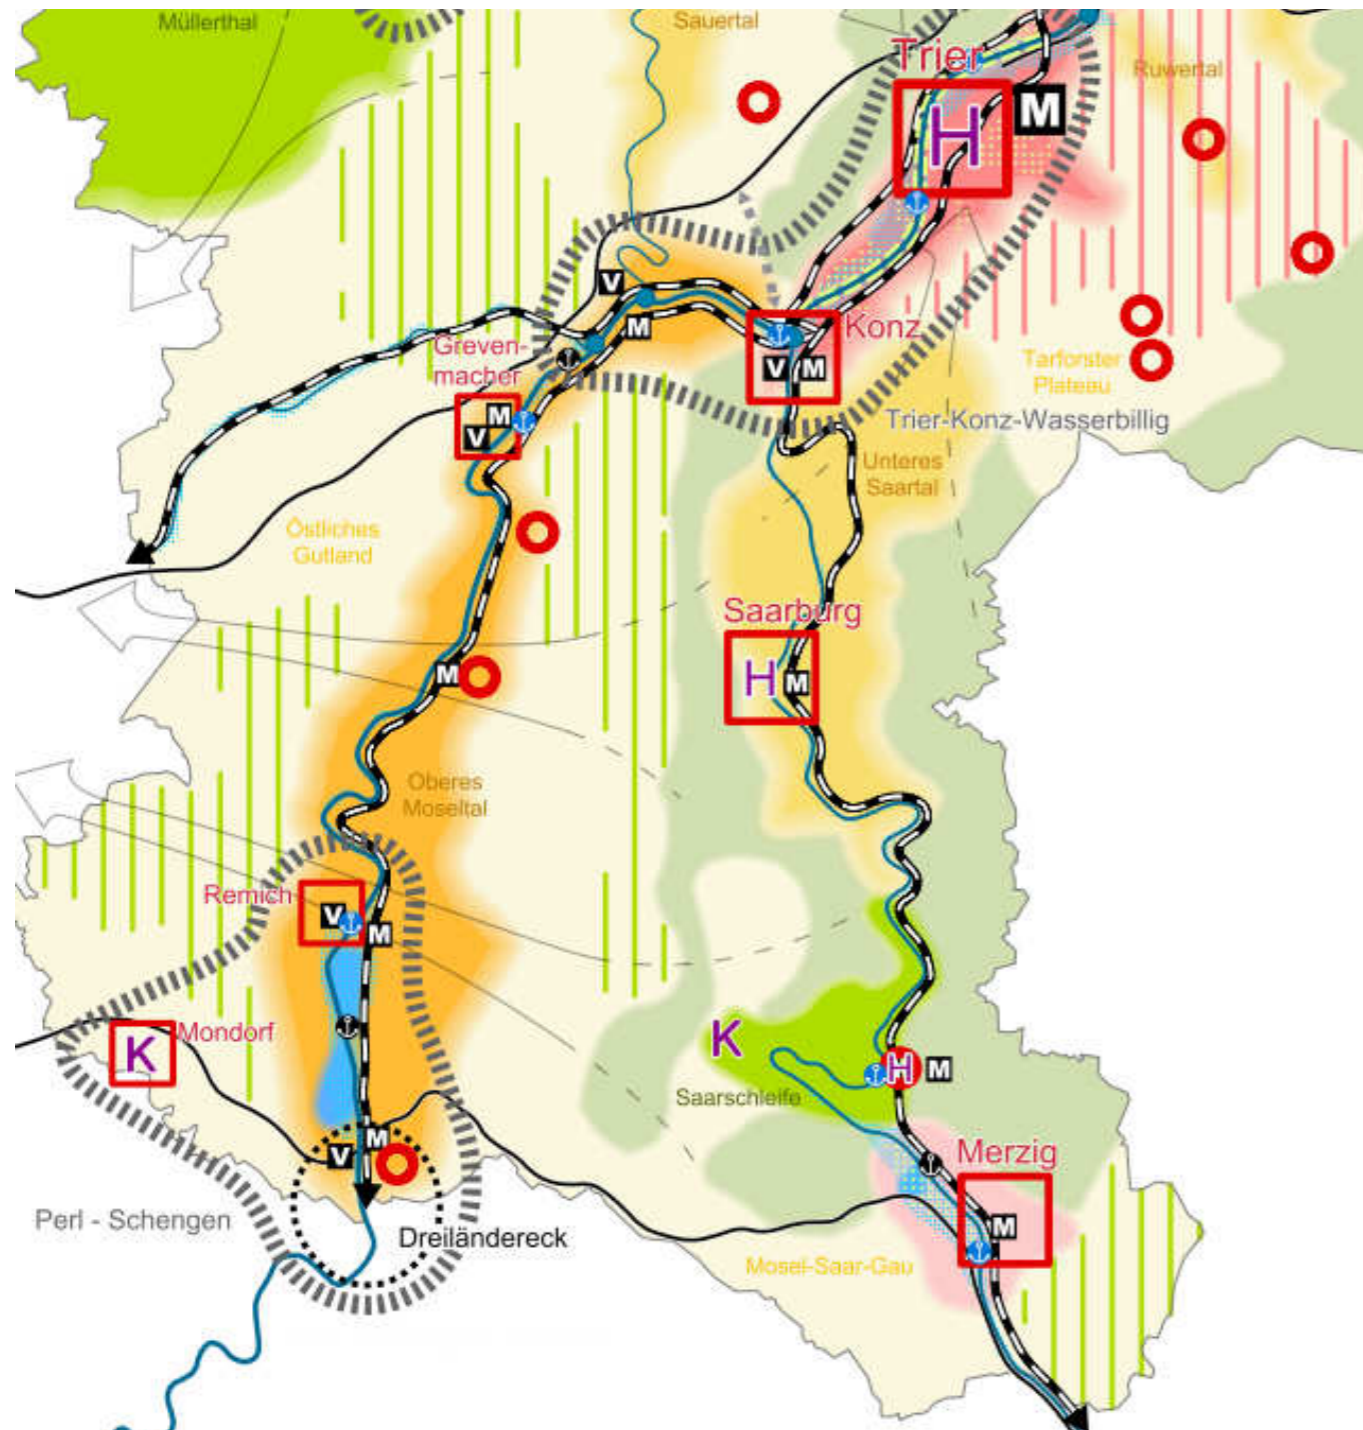 Müllerthal
Sauertal
Trier
Ruwertal
H
M
V
M
Greven-
macher
Konz
V
M
Tarforster
Plateau
M
V
Trier-Konz-Wasserbillig
Unteres
Saartal
Östliches
Gutland
Saarburg
H
M
M
Oberes
Moseltal
Remich
V
M
Mondorf
K
K
H
M
Saarschleife
M
V
Merzig
M
Perl - Schengen
Dreiländereck
Mosel-Saar-Gau